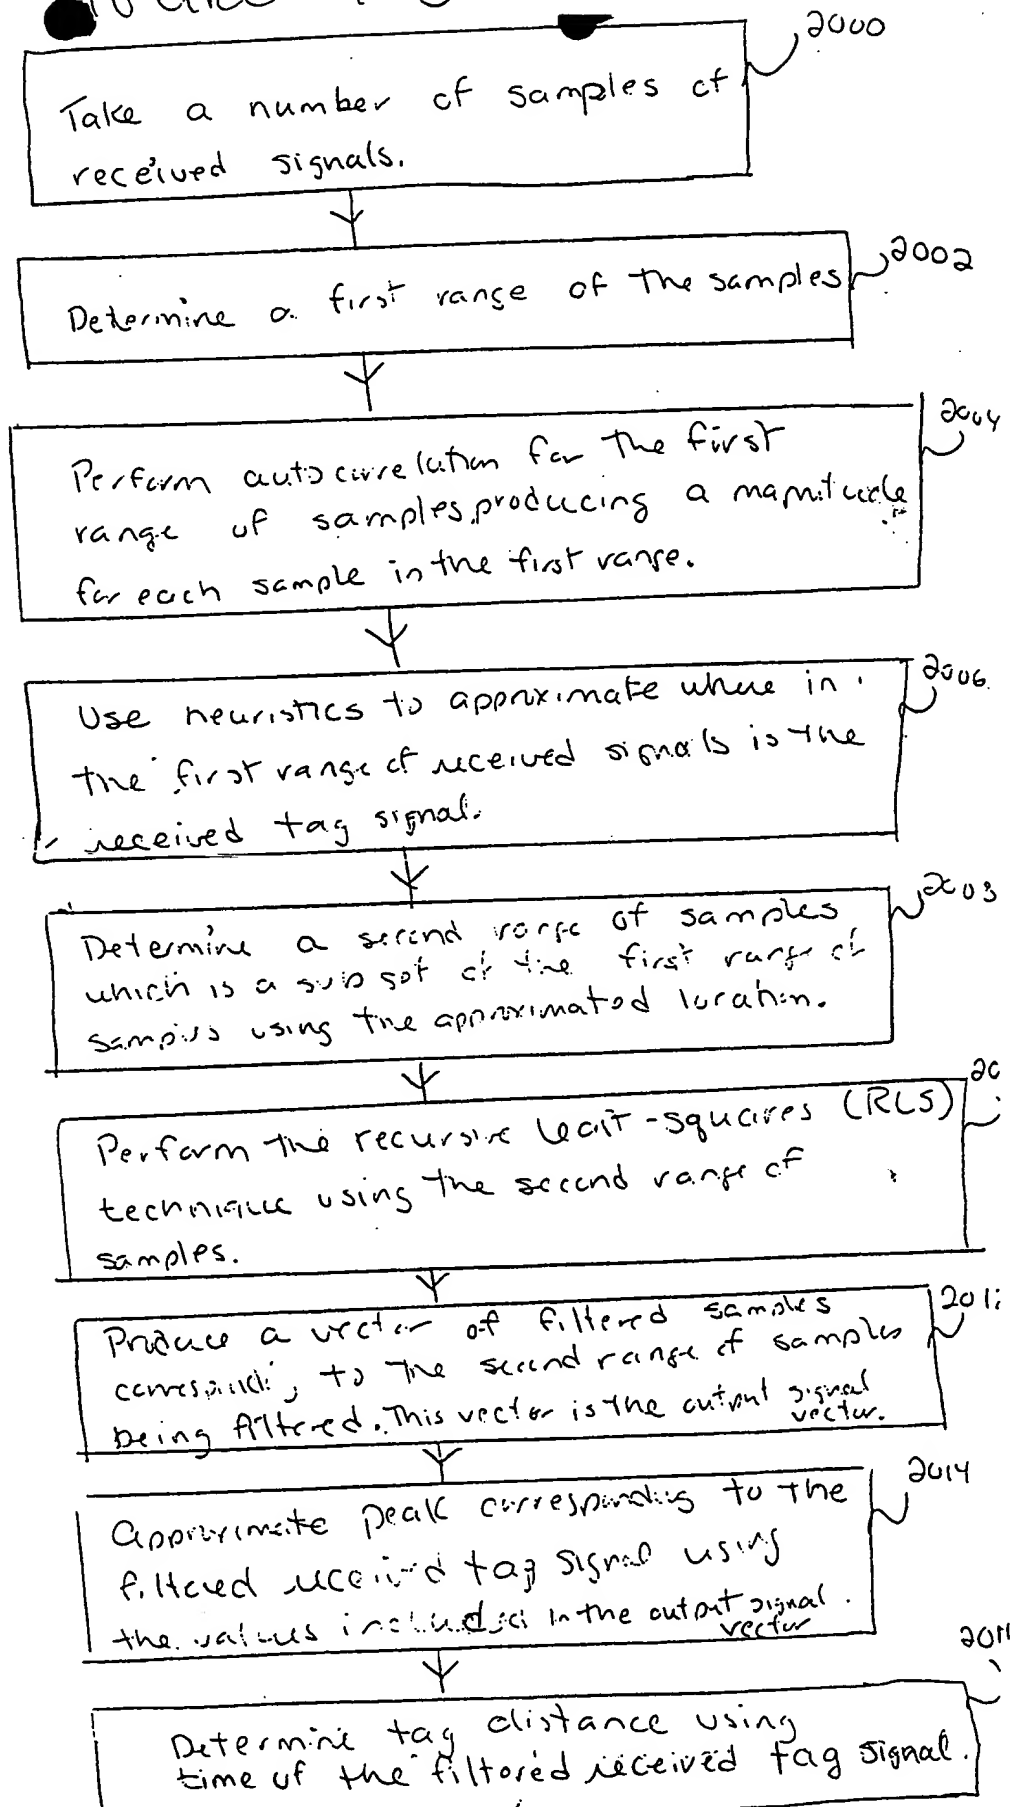 2000
Take a number of samples of
received signals.
2002
Determine a first range of the samples
2004
Perform autocorrelation for the first
range of samples, producing a magnitude
for each sample in the first range.
2006
Use heuristics to approximate where in
the first range of received signals is the
received tag signal.
2008
Determine a second range of samples
which is a subset of the first range of
samples using the approximated location.
20
Perform the recursive least-squares (RLS)
technique using the second range of
samples.
201
Produce a vector of filtered samples
corresponding to the second range of samples
being filtered. This vector is the output signal
vector.
2014
Approximate peak corresponding to the
filtered received tag signal using
the values included in the output signal
vector
201
Determine tag distance using
time of the filtered received tag signal.